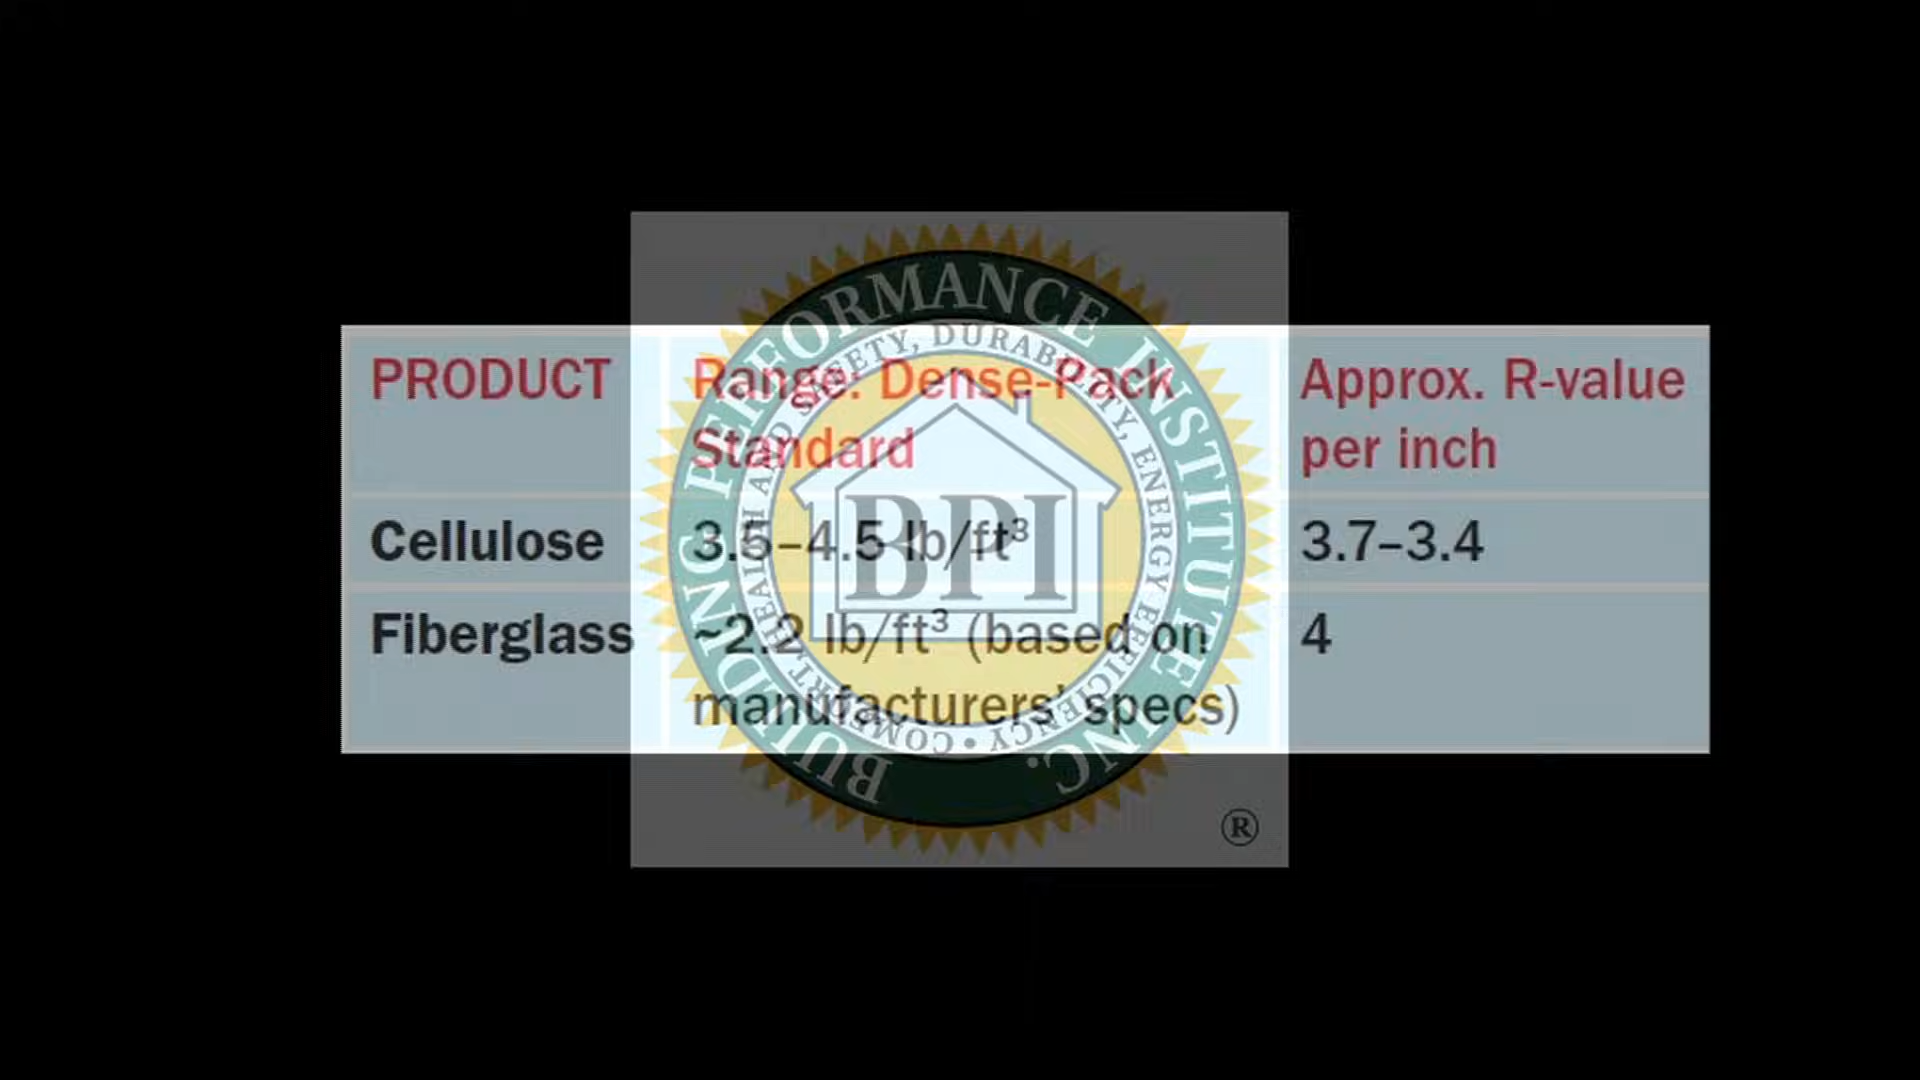 PRODUCT
Range: Dense-Pack
Standard
Approx. R-value
per inch
Cellulose
3.5–4.5 lb/ft³
3.7–3.4
Fiberglass
~2.2 lb/ft³ (based on
manufacturers' specs)
4
BUILDING PERFORMANCE INSTITUTE INC.
COMFORT, HEALTH AND SAFETY, DURABILITY, ENERGY EFFICIENCY •
BPI
®